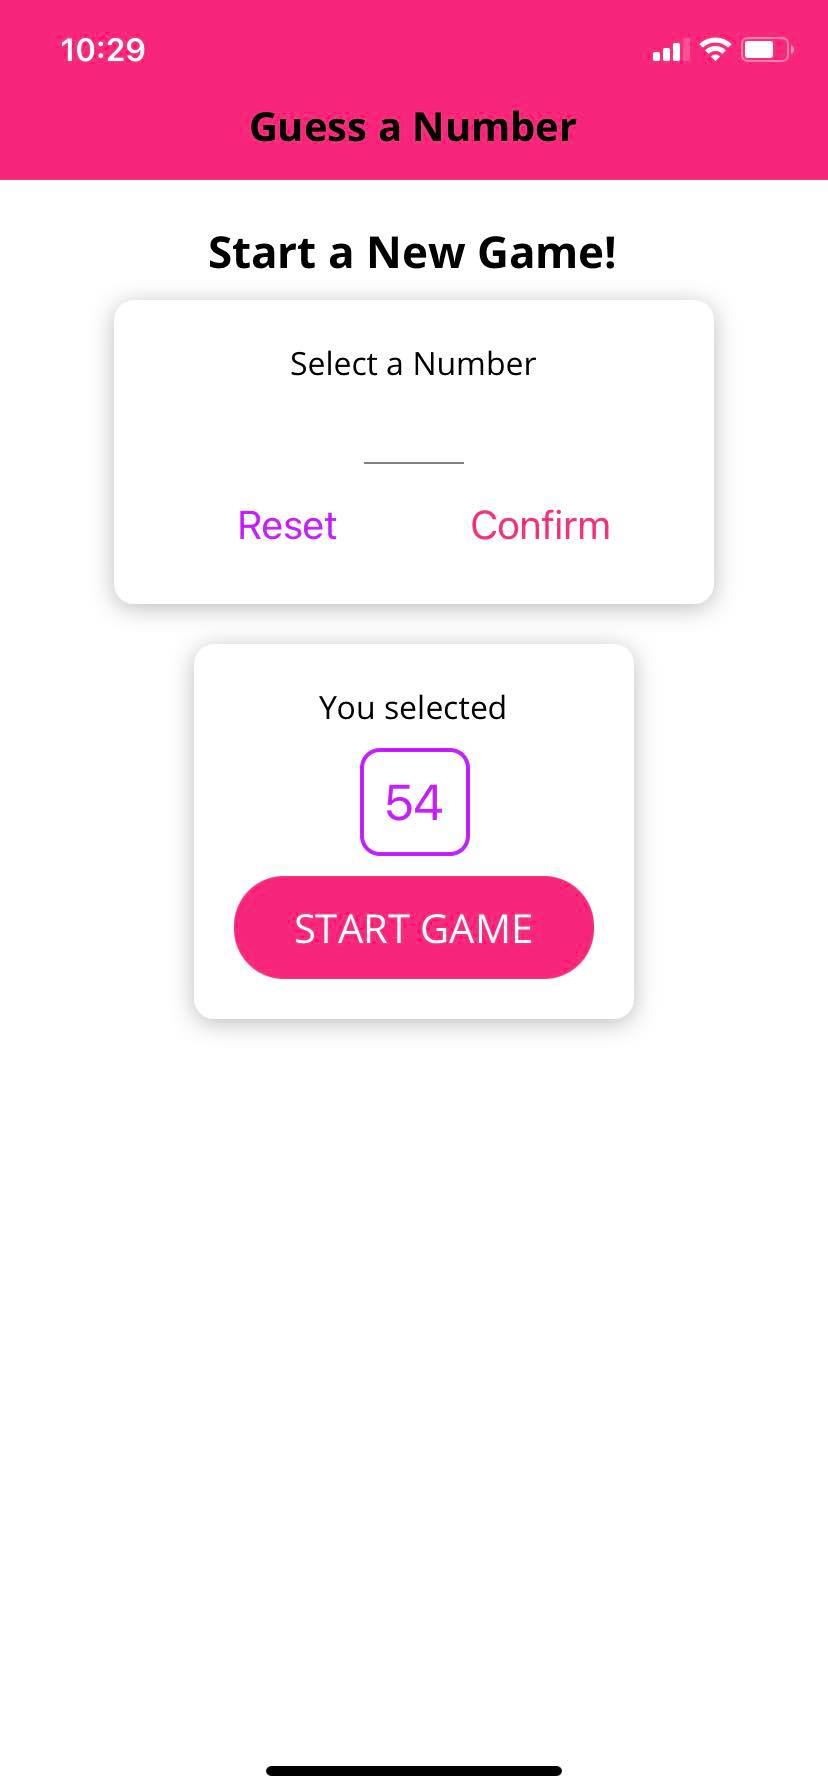 10:29
Guess a Number
Start a New Game!
Select a Number
Reset Confirm
You selected
54
START GAME